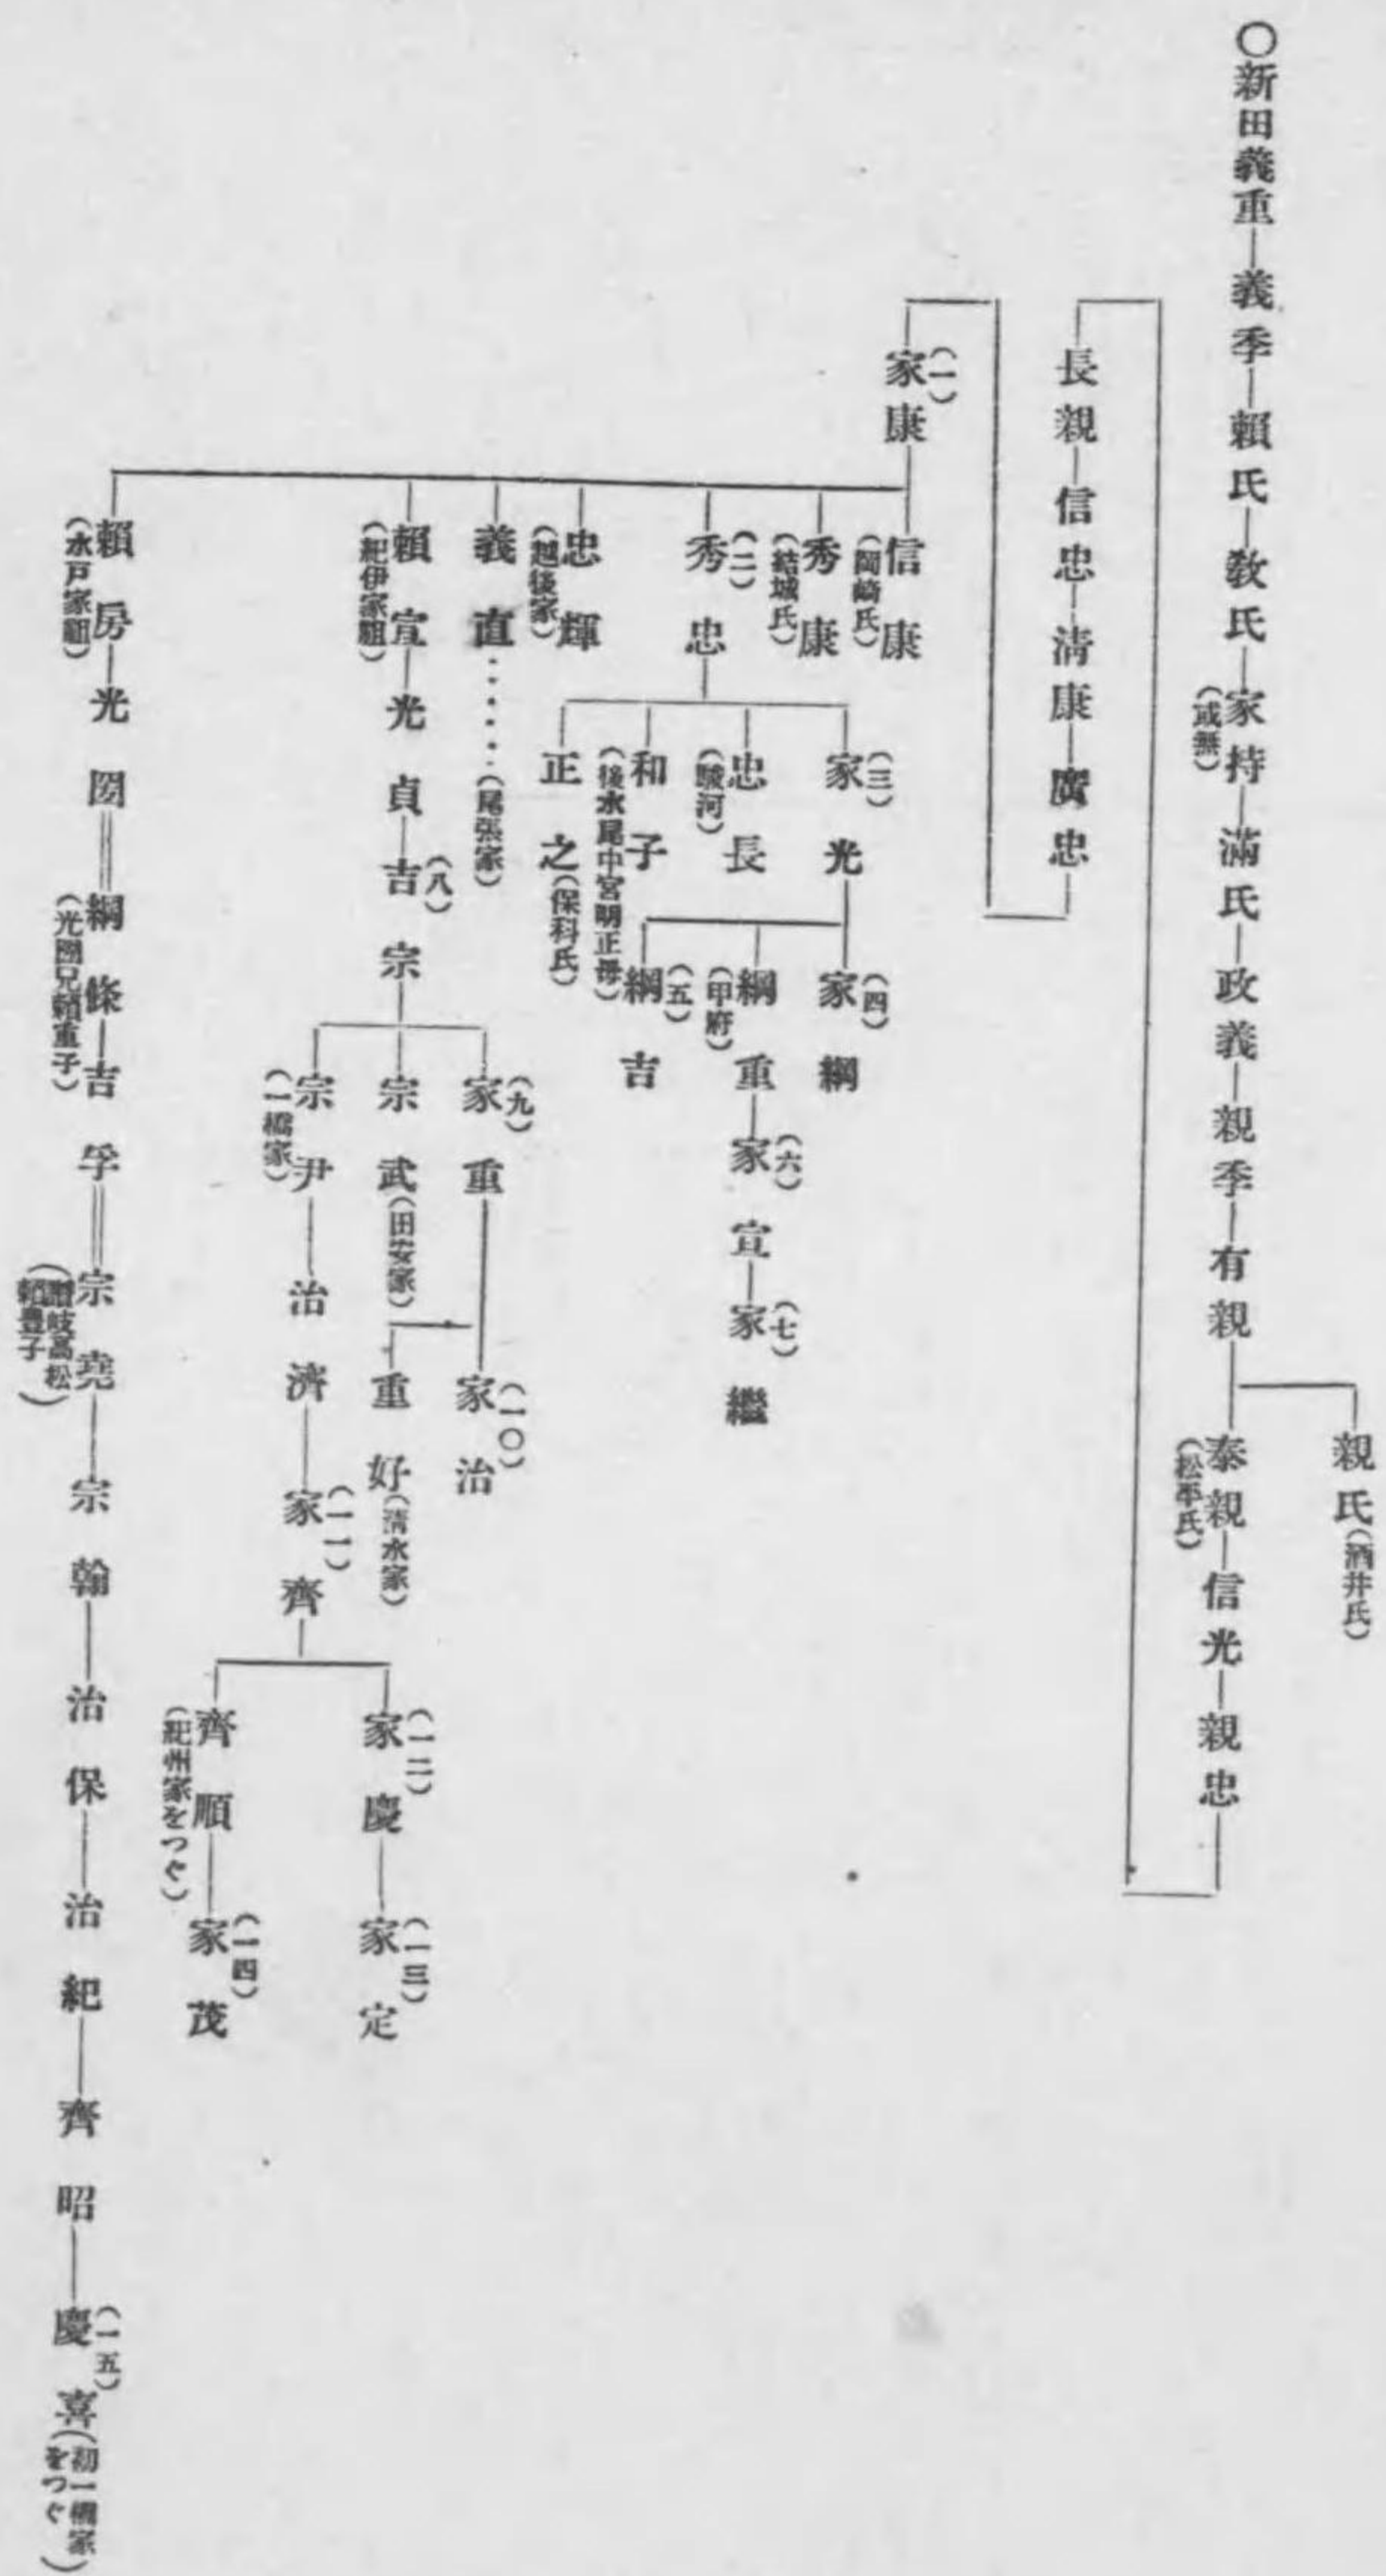 〇新田義重―義季―頼氏―教氏―家持―滿氏―政義―親季―有親
(或無)
親氏(酒井氏)
泰親―信光―親忠
(松平氏)
長親―信忠―淸康―廣忠
(一)
家康
信康
(岡崎氏)
秀康
(結城氏)
(二)
秀忠
忠輝
(越後家)
義直……(尾張家)
頼宣―光貞―吉宗
(紀伊家祖)
(八)
頼房―光圀＝綱條―吉孚＝宗堯―宗翰―治保―治紀―齊昭―慶喜(初一橋家をつぐ)
(水戸家祖)
(光圀兄頼重子)
(讃岐高松頼豊子)
(一五)
(三)
家光
忠長
(駿河)
和子
(後水尾中宮明正母)
正之(保科氏)
(四)
家綱
綱重―家宣―家繼
(甲府)
(六)
(七)
(五)
綱吉
(九)
家重
(一〇)
家治
宗武(田安家)
重好(淸水家)
宗尹―治濟―家齊
(一橋家)
(一一)
(一二)
家慶―家定
(一三)
齊順―家茂
(紀州家をつぐ)
(一四)